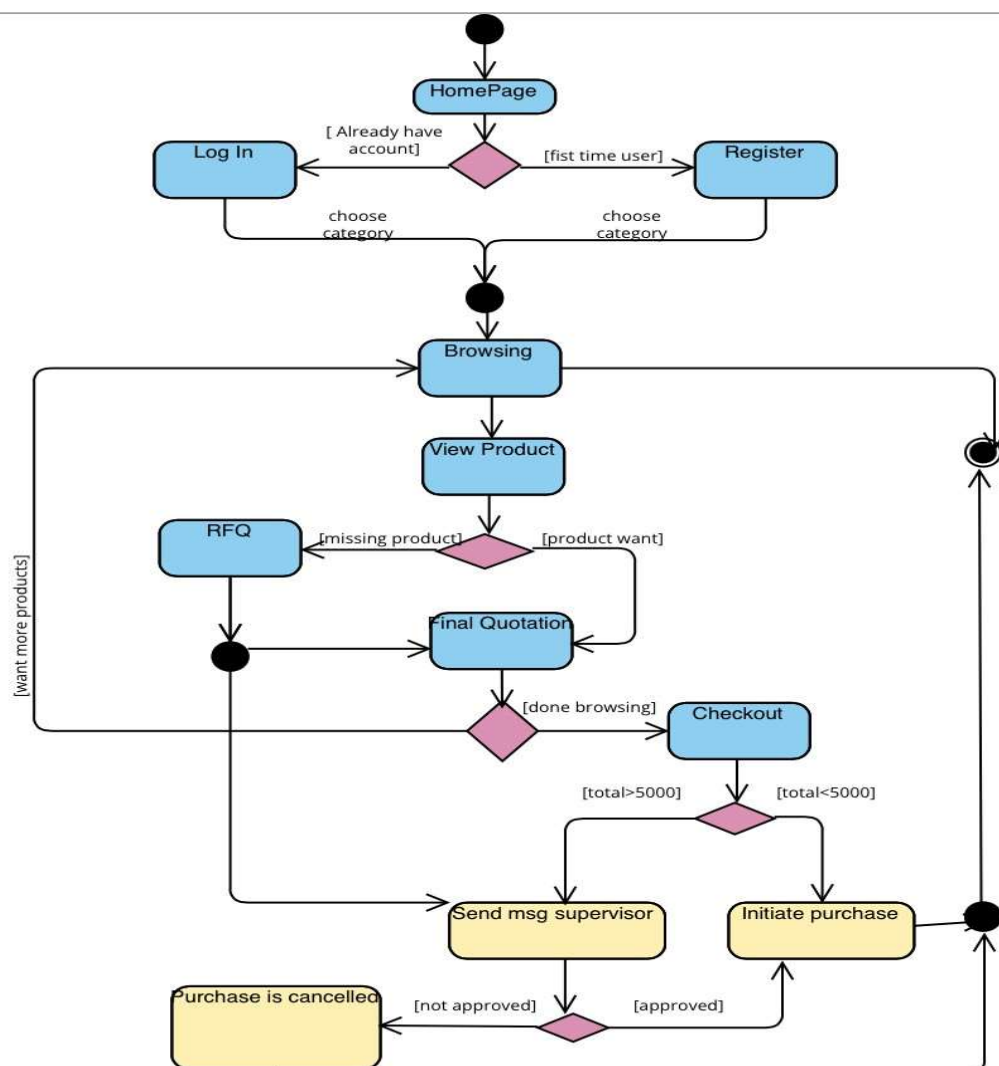 HomePage
[ Already have
account]
Log In
[fist time user]
Register
choose
category
choose
category
Browsing
View Product
RFQ
[missing product]
[product want]
[want more products]
Final Quotation
[done browsing]
Checkout
[total>5000]
[total<5000]
Send msg supervisor
Initiate purchase
Purchase is cancelled
[not approved]
[approved]